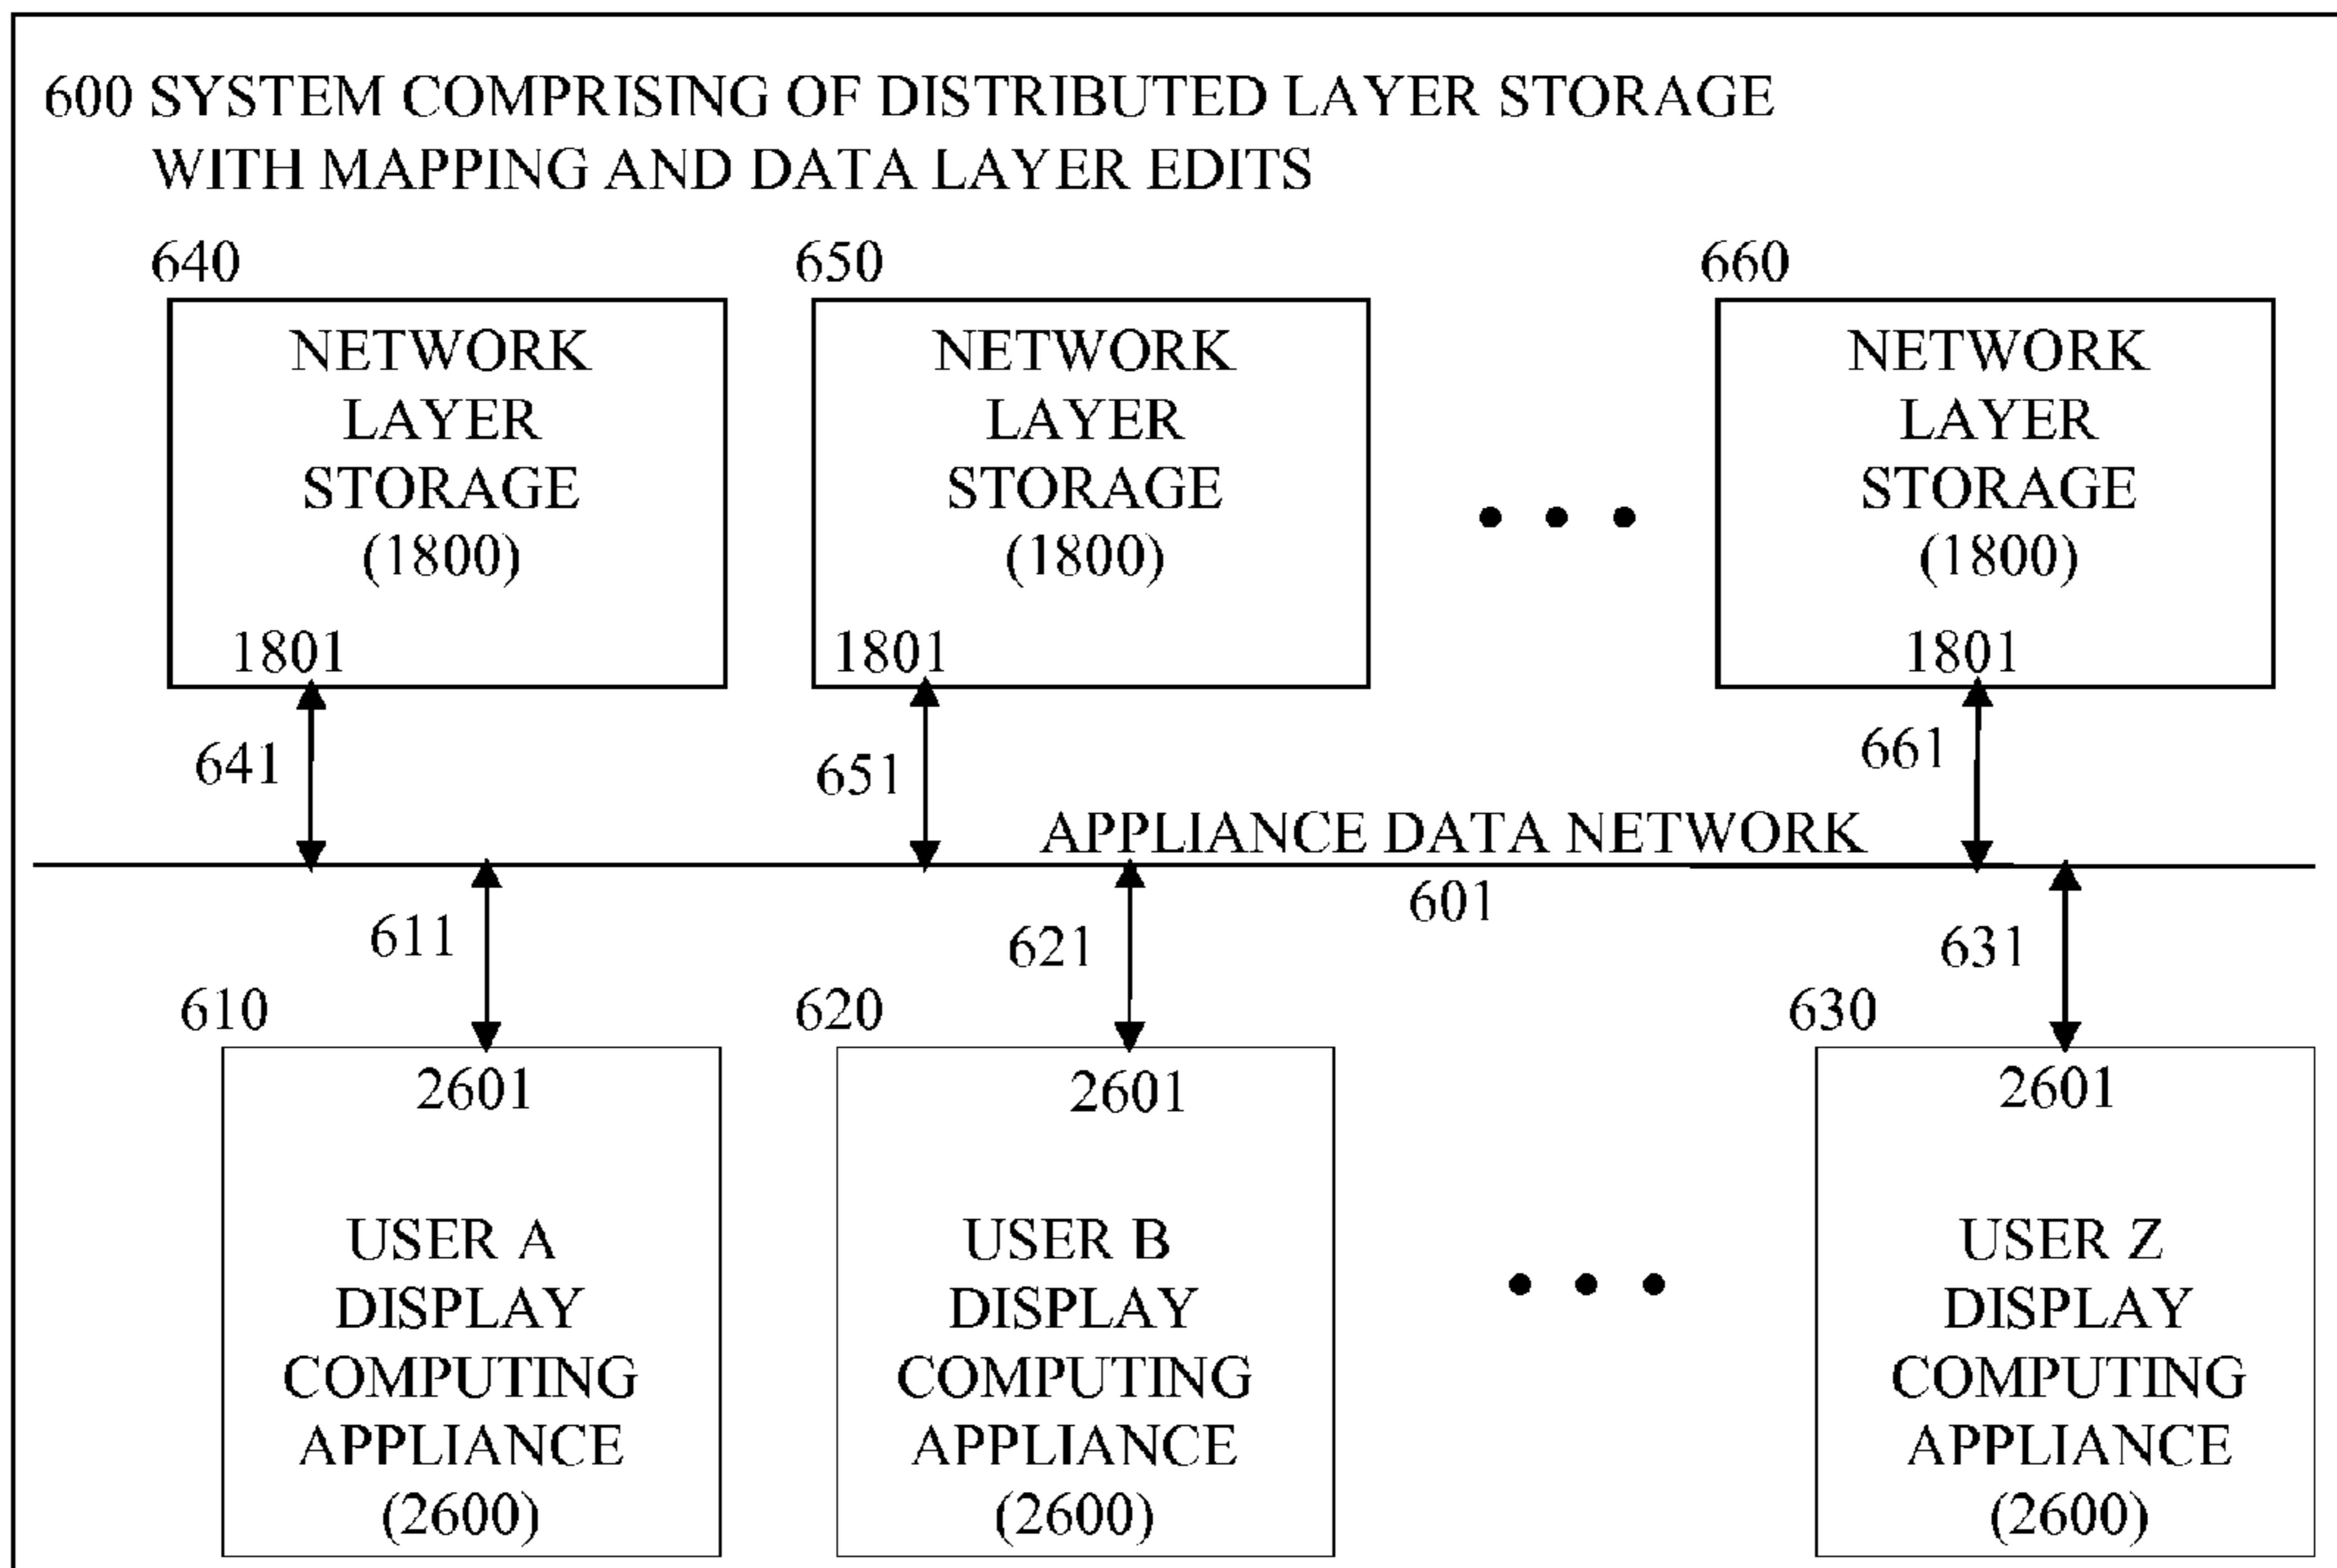 600 SYSTEM COMPRISING OF DISTRIBUTED LAYER STORAGE
WITH MAPPING AND DATA LAYER EDITS
640
NETWORK
LAYER
STORAGE
(1800)
1801
650
NETWORK
LAYER
STORAGE
(1800)
1801
660
NETWORK
LAYER
STORAGE
(1800)
1801
641
651
661
APPLIANCE DATA NETWORK
601
611
621
631
610
2601
USER A
DISPLAY
COMPUTING
APPLIANCE
(2600)
620
2601
USER B
DISPLAY
COMPUTING
APPLIANCE
(2600)
630
2601
USER Z
DISPLAY
COMPUTING
APPLIANCE
(2600)